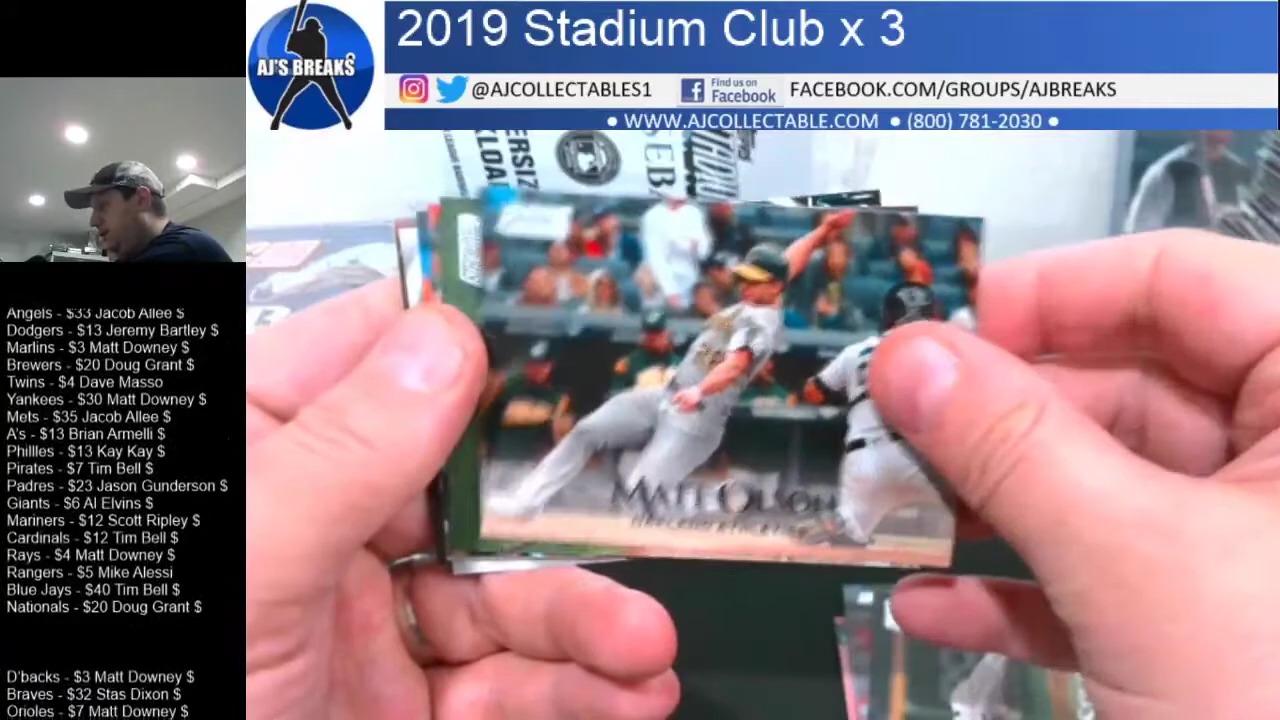 2019 Stadium Club x 3
AJ'S BREAKS
@AJCOLLECTABLES1
Find us on
Facebook
FACEBOOK.COM/GROUPS/AJBREAKS
● WWW.AJCOLLECTABLE.COM ● (800) 781-2030 ●
Angels - $33 Jacob Allee $
Dodgers - $13 Jeremy Bartley $
Marlins - $3 Matt Downey $
Brewers - $20 Doug Grant $
Twins - $4 Dave Masso
Yankees - $30 Matt Downey $
Mets - $35 Jacob Allee $
A's - $13 Brian Armelli $
Phillles - $13 Kay Kay $
Pirates - $7 Tim Bell $
Padres - $23 Jason Gunderson $
Giants - $6 Al Elvins $
Mariners - $12 Scott Ripley $
Cardinals - $12 Tim Bell $
Rays - $4 Matt Downey $
Rangers - $5 Mike Alessi
Blue Jays - $40 Tim Bell $
Nationals - $20 Doug Grant $
D'backs - $3 Matt Downey $
Braves - $32 Stas Dixon $
Orioles - $7 Matt Downey $
MATT OLSON